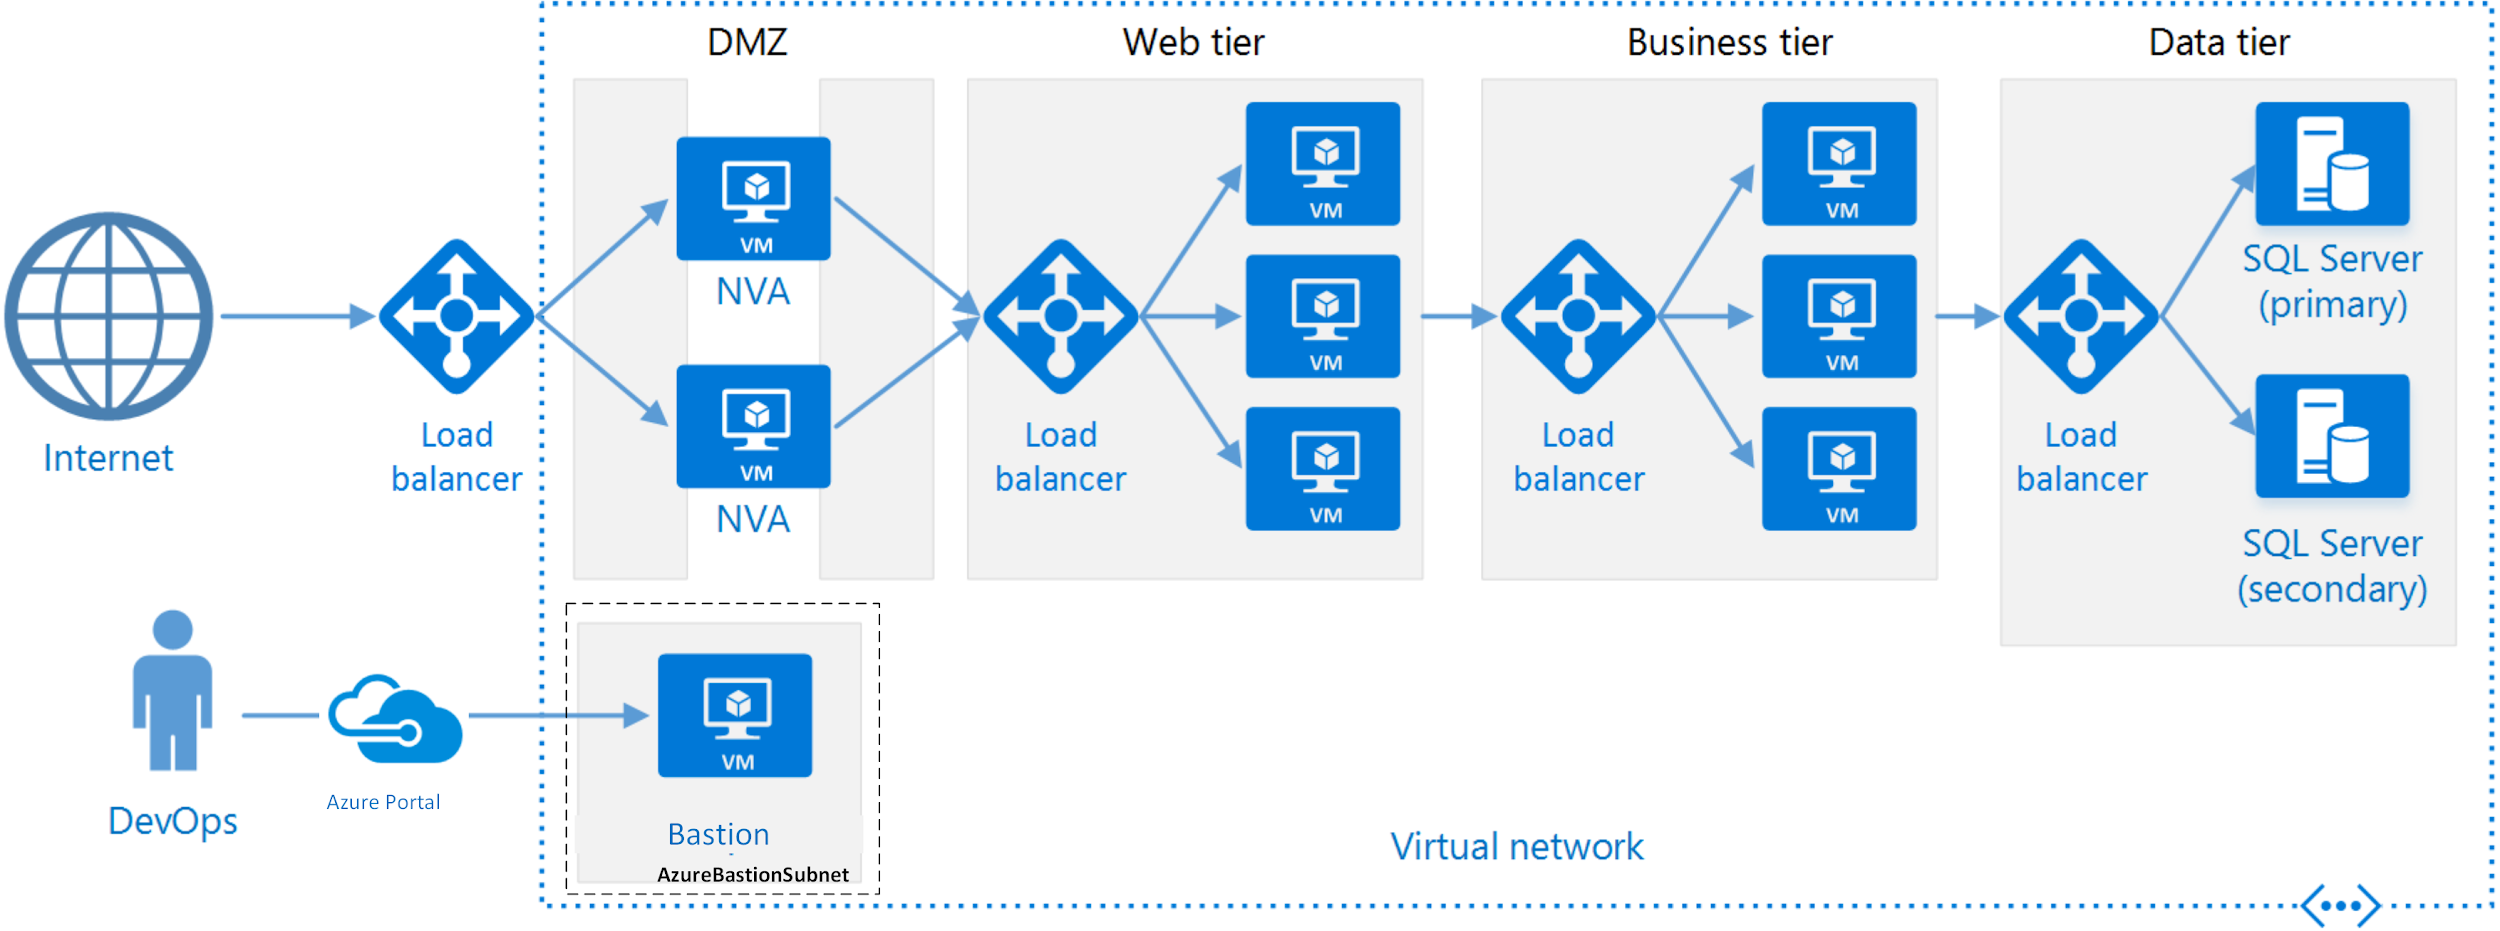 DMZ
Web tier
Business tier
Data tier
VM
NVA
VM
NVA
VM
VM
VM
VM
VM
VM
SQL Server
(primary)
SQL Server
(secondary)
Internet
Load
balancer
Load
balancer
Load
balancer
Load
balancer
DevOps
Azure Portal
VM
Bastion
AzureBastionSubnet
Virtual network